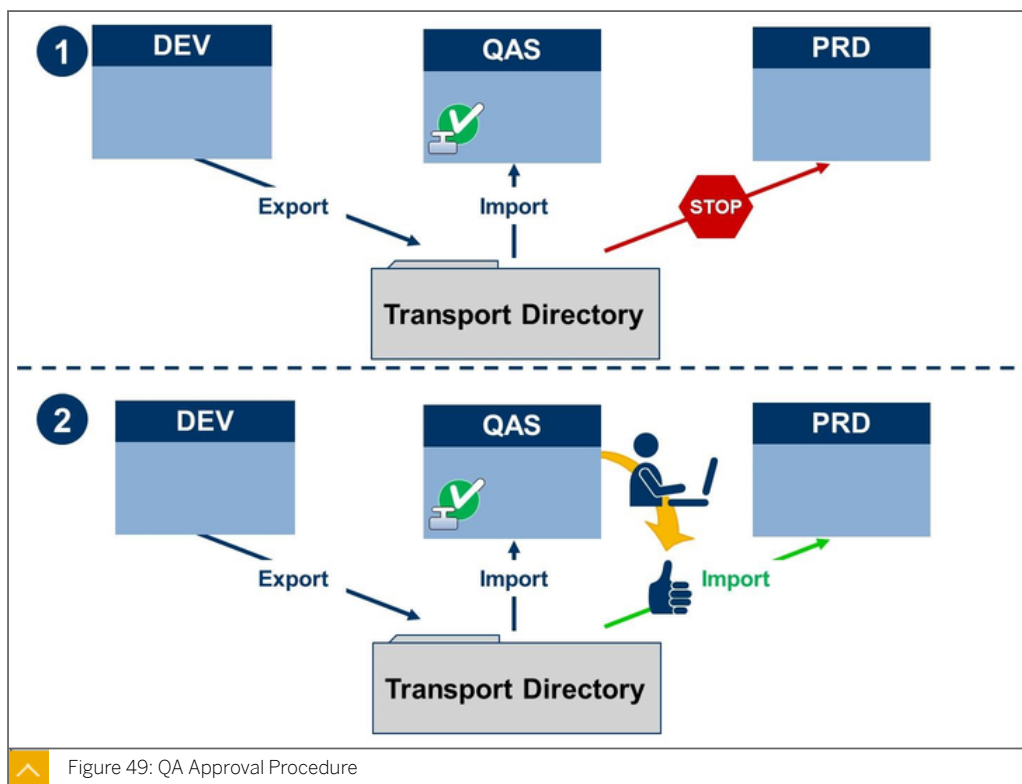 1
DEV
QAS
PRD
Export
Import
STOP
Transport Directory
2
DEV
QAS
PRD
Export
Import
Import
Transport Directory
Figure 49: QA Approval Procedure